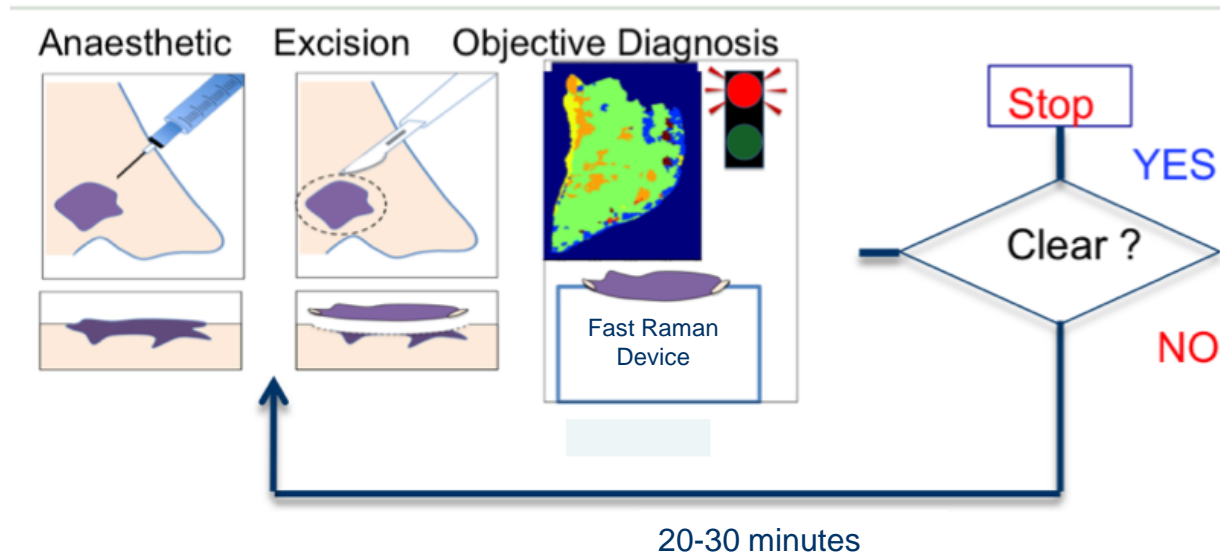 Anaesthetic
Excision
Objective Diagnosis
Stop
YES
Clear ?
Fast Raman
Device
NO
20-30 minutes